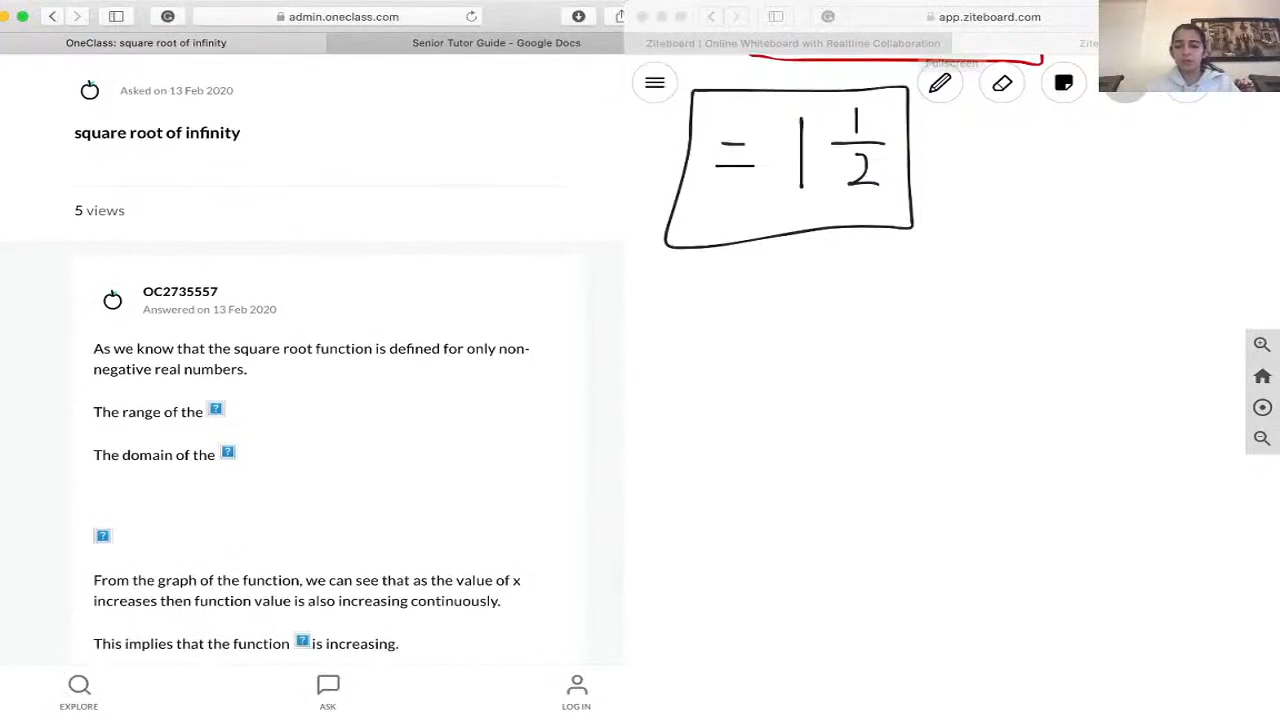 admin.oneclass.com
OneClass: square root of infinity
Senior Tutor Guide - Google Docs
Asked on 13 Feb 2020
square root of infinity
5 views
OC2735557
Answered on 13 Feb 2020
As we know that the square root function is defined for only non-
negative real numbers.
The range of the
The domain of the
From the graph of the function, we can see that as the value of x
increases then function value is also increasing continuously.
This implies that the function is increasing.
EXPLORE
ASK
LOG IN
app.ziteboard.com
Ziteboard | Online Whiteboard with Realtime Collaboration
Fullscreen
= 1 1/2